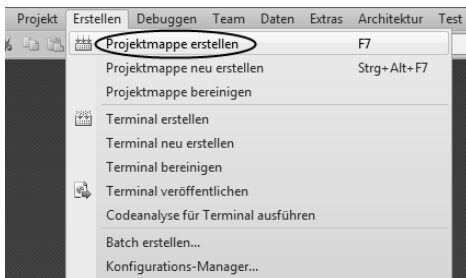 Projekt Erstellen Debuggen Team Daten Extras Architektur Test
Projektmappe erstellen F7
Projektmappe neu erstellen Strg+Alt+F7
Projektmappe bereinigen
Terminal erstellen
Terminal neu erstellen
Terminal bereinigen
Terminal veröffentlichen
Codeanalyse für Terminal ausführen
Batch erstellen...
Konfigurations-Manager...